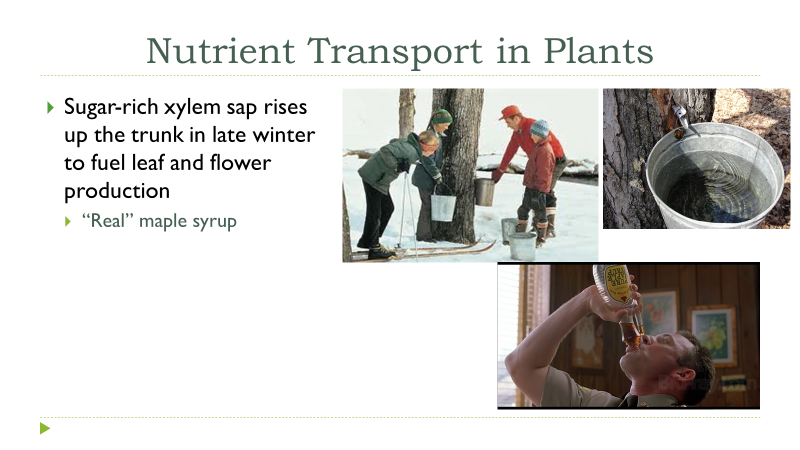 Nutrient Transport in Plants
Sugar-rich xylem sap rises
up the trunk in late winter
to fuel leaf and flower
production
“Real” maple syrup